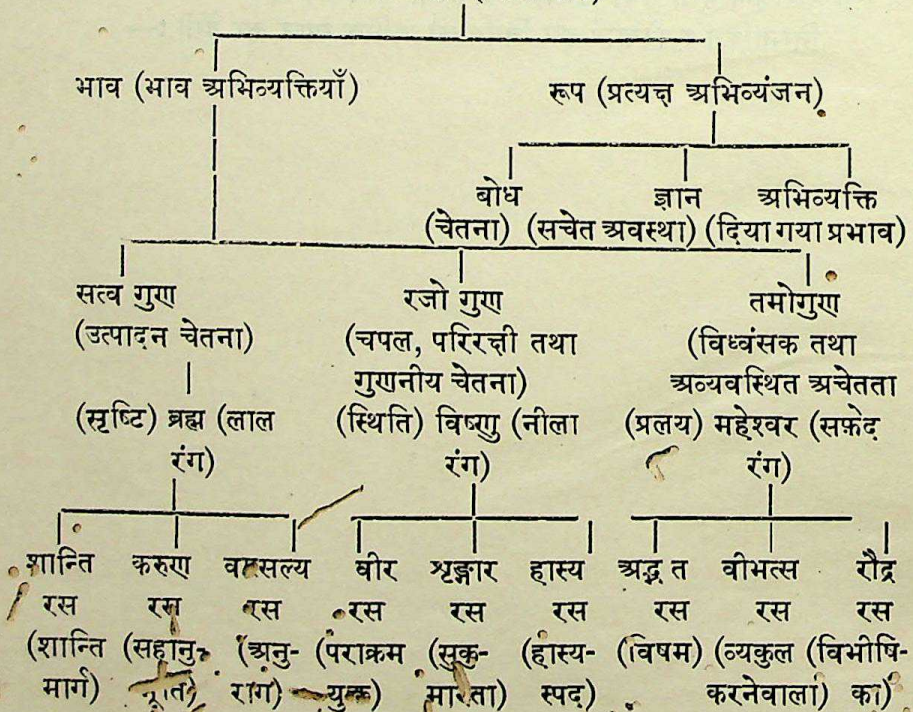 भाव (भाव अभिव्यक्तियाँ) रूप (प्रत्यक्ष अभिव्यंजन)
बोध ज्ञान अभिव्यक्ति
(चेतना) (सचेत अवस्था) (दिया गया प्रभाव)
सत्व गुण रजो गुण तमोगुण
(उत्पादन चेतना) (चपल, परिरक्षी तथा (विध्वंसक तथा
गुणनीय चेतना) अव्यवस्थित अचेतता
(सृष्टि) ब्रह्म (लाल (स्थिति) विष्णु (नीला (प्रलय) महेश्वर (सफ़ेद
रंग) रंग) रंग)
शान्ति करुण वात्सल्य वीर श्रृङ्गार हास्य अद्भुत वीभत्स रौद्र
रस रस रस रस रस रस रस रस रस
(शान्ति (सहानु- (अनु- (पराक्रम (सुक- (हास्य- (विषम) (व्यकुल (विभीषि-
मार्ग) भूति) राग) युक्त) मारता) स्पद) करनेवाला) का)